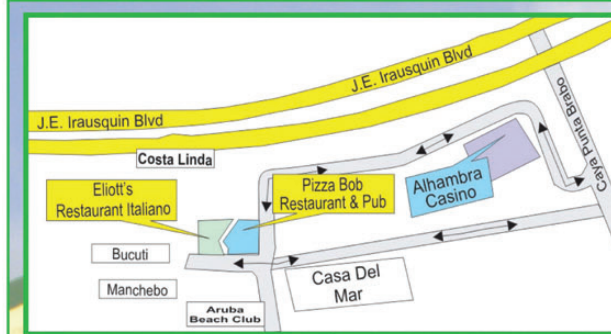 J.E. Irausquin Blvd
J.E. Irausquin Blvd
Caya Punta Brabo
Costa Linda
Eliott's
Restaurant Italiano
Pizza Bob
Restaurant & Pub
Alhambra
Casino
Bucuti
Manchebo
Casa Del
Mar
Aruba
Beach Club